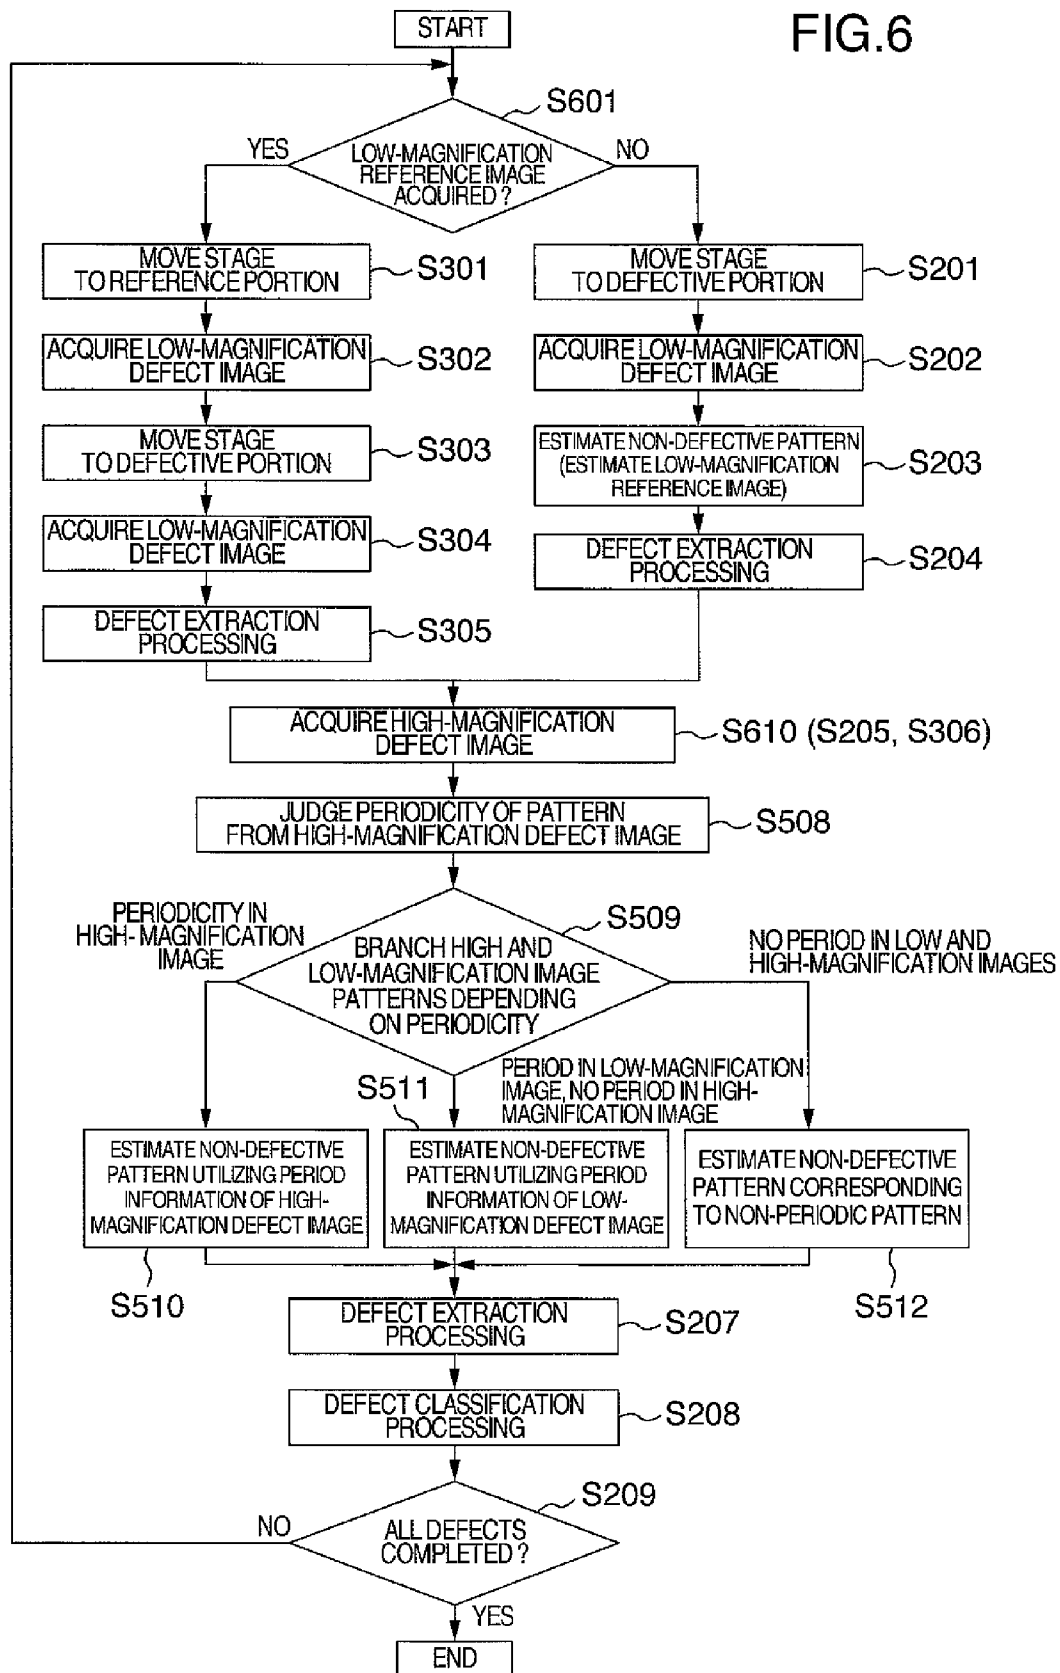 START
FIG.6
S601
YES
NO
LOW-MAGNIFICATION
REFERENCE IMAGE
ACQUIRED ?
MOVE STAGE
TO REFERENCE PORTION
S301
MOVE STAGE
TO DEFECTIVE PORTION
S201
ACQUIRE LOW-MAGNIFICATION
DEFECT IMAGE
S302
ACQUIRE LOW-MAGNIFICATION
DEFECT IMAGE
S202
MOVE STAGE
TO DEFECTIVE PORTION
S303
ESTIMATE NON-DEFECTIVE PATTERN
(ESTIMATE LOW-MAGNIFICATION
REFERENCE IMAGE)
S203
ACQUIRE LOW-MAGNIFICATION
DEFECT IMAGE
S304
DEFECT EXTRACTION
PROCESSING
S204
DEFECT EXTRACTION
PROCESSING
S305
ACQUIRE HIGH-MAGNIFICATION
DEFECT IMAGE
S610 (S205, S306)
JUDGE PERIODICITY OF PATTERN
FROM HIGH-MAGNIFICATION DEFECT IMAGE
S508
S509
PERIODICITY IN
HIGH- MAGNIFICATION
IMAGE
BRANCH HIGH AND
LOW-MAGNIFICATION IMAGE
PATTERNS DEPENDING
ON PERIODICITY
NO PERIOD IN LOW AND
HIGH-MAGNIFICATION IMAGES
S511
PERIOD IN LOW-MAGNIFICATION
IMAGE, NO PERIOD IN HIGH-
MAGNIFICATION IMAGE
ESTIMATE NON-DEFECTIVE
PATTERN UTILIZING PERIOD
INFORMATION OF HIGH-
MAGNIFICATION DEFECT IMAGE
ESTIMATE NON-DEFECTIVE
PATTERN UTILIZING PERIOD
INFORMATION OF LOW-
MAGNIFICATION DEFECT IMAGE
ESTIMATE NON-DEFECTIVE
PATTERN CORRESPONDING
TO NON-PERIODIC PATTERN
S510
S512
DEFECT EXTRACTION
PROCESSING
S207
DEFECT CLASSIFICATION
PROCESSING
S208
S209
NO
ALL DEFECTS
COMPLETED ?
YES
END